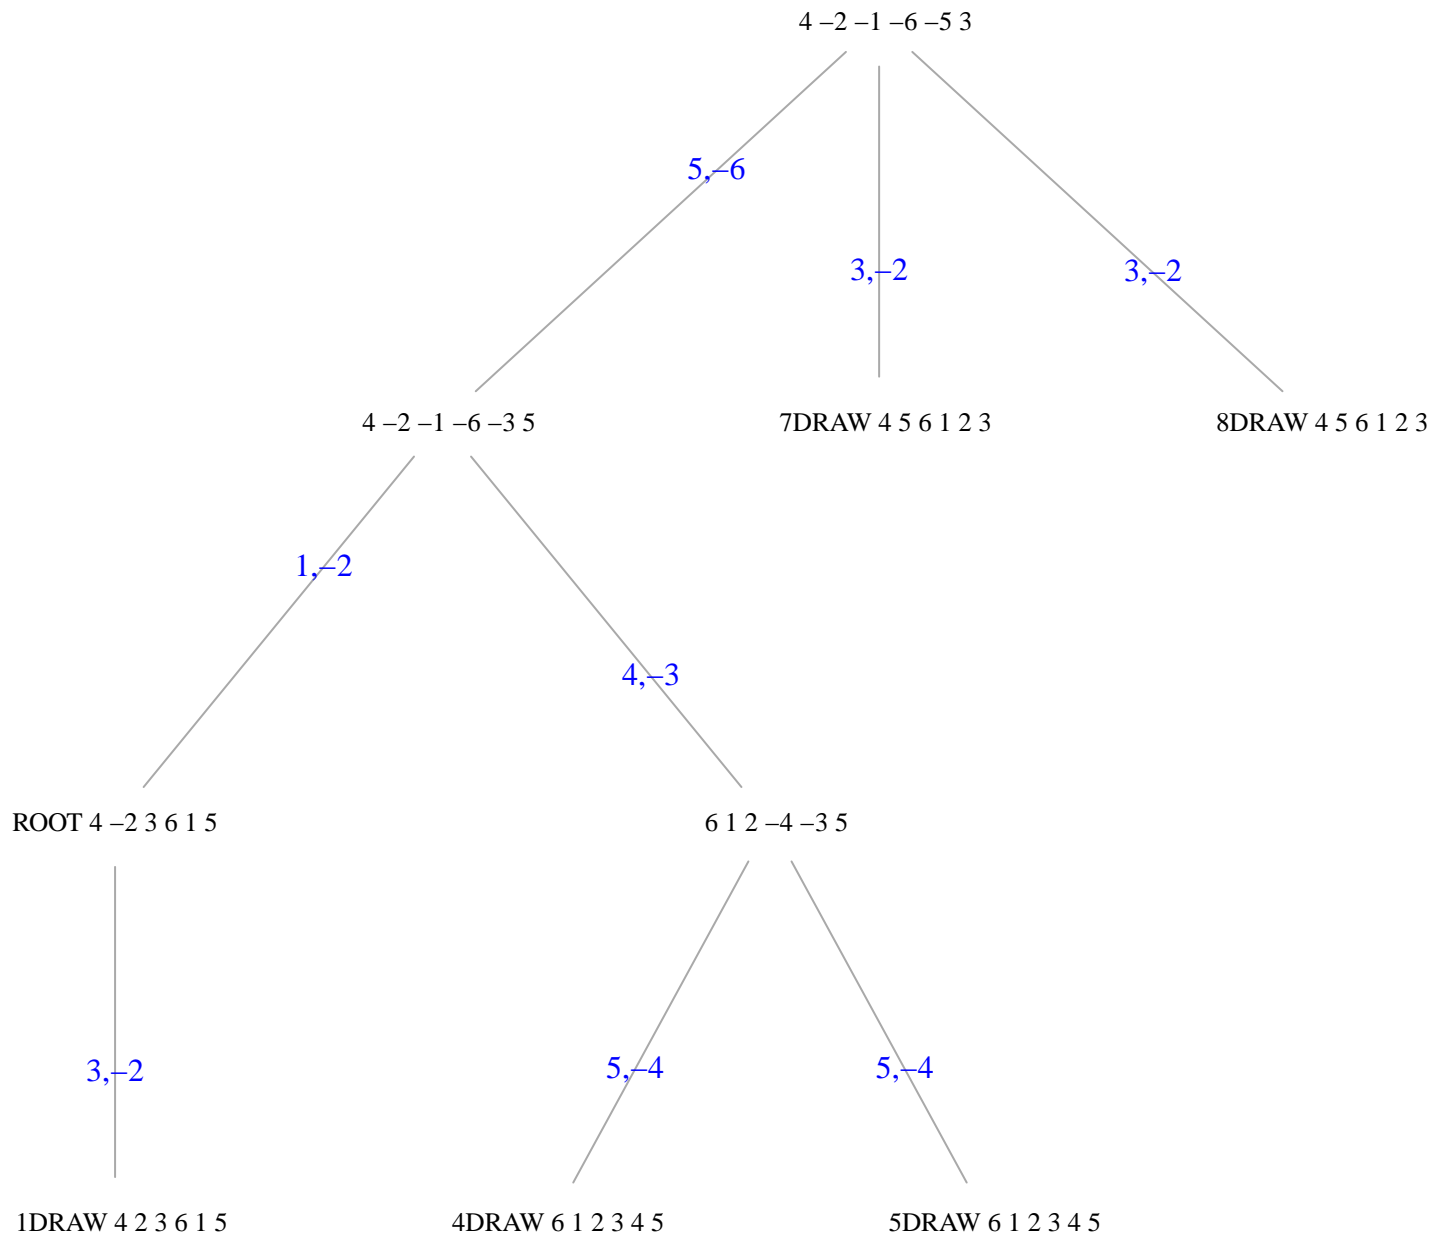 4 –2 –1 –6 –5 3
5,–6
3,–2
3,–2
4 –2 –1 –6 –3 5
7DRAW 4 5 6 1 2 3
8DRAW 4 5 6 1 2 3
1,–2
4,–3
ROOT 4 –2 3 6 1 5
6 1 2 –4 –3 5
3,–2
5,–4
5,–4
1DRAW 4 2 3 6 1 5
4DRAW 6 1 2 3 4 5
5DRAW 6 1 2 3 4 5